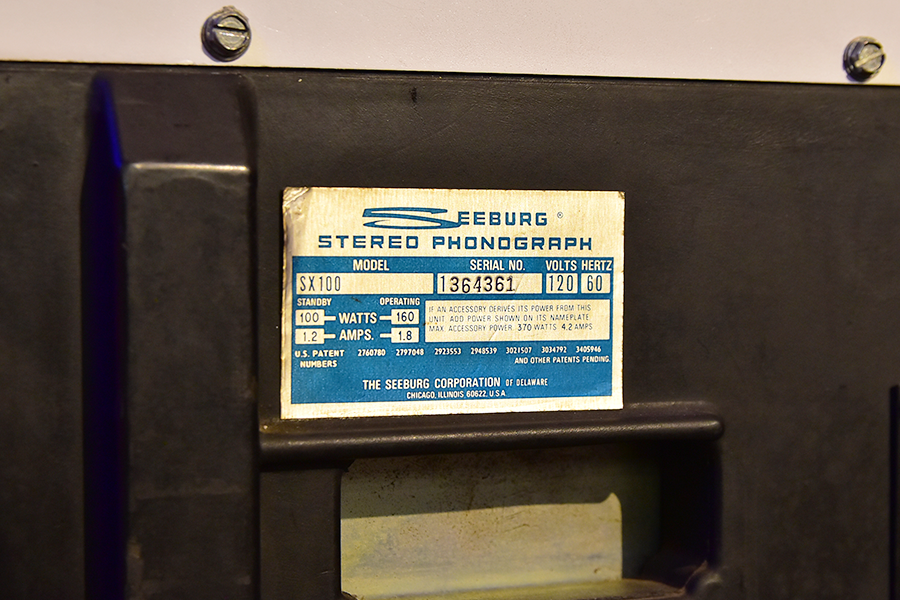 SEEBURG ®
STEREO PHONOGRAPH
MODEL SERIAL NO. VOLTS HERTZ
SX100 1364361 120 60
STANDBY OPERATING
100 WATTS 160
1.2 AMPS. 1.8
IF AN ACCESSORY DERIVES ITS POWER FROM THIS
UNIT, ADD POWER SHOWN ON ITS NAMEPLATE
MAX. ACCESSORY POWER 370 WATTS 4.2 AMPS
U.S. PATENT NUMBERS
2760780 2797048 2923553 2948539 3021507 3034792 3405946
AND OTHER PATENTS PENDING.
THE SEEBURG CORPORATION OF DELAWARE
CHICAGO, ILLINOIS 60622, U.S.A.